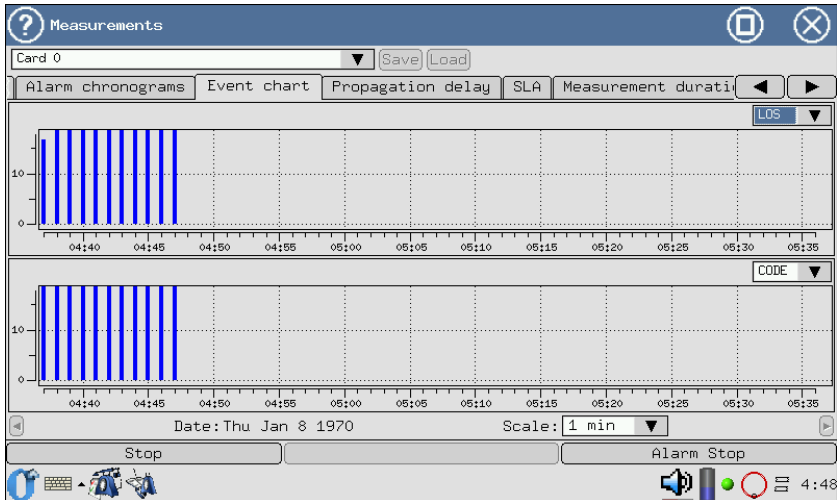 Measurements
Card 0 Save Load
Alarm chronograms Event chart Propagation delay SLA Measurement durati
LOS
10
0
04:40 04:45 04:50 04:55 05:00 05:05 05:10 05:15 05:20 05:25 05:30 05:35
CODE
10
0
04:40 04:45 04:50 04:55 05:00 05:05 05:10 05:15 05:20 05:25 05:30 05:35
Date:Thu Jan 8 1970 Scale: 1 min
Stop Alarm Stop
4:48